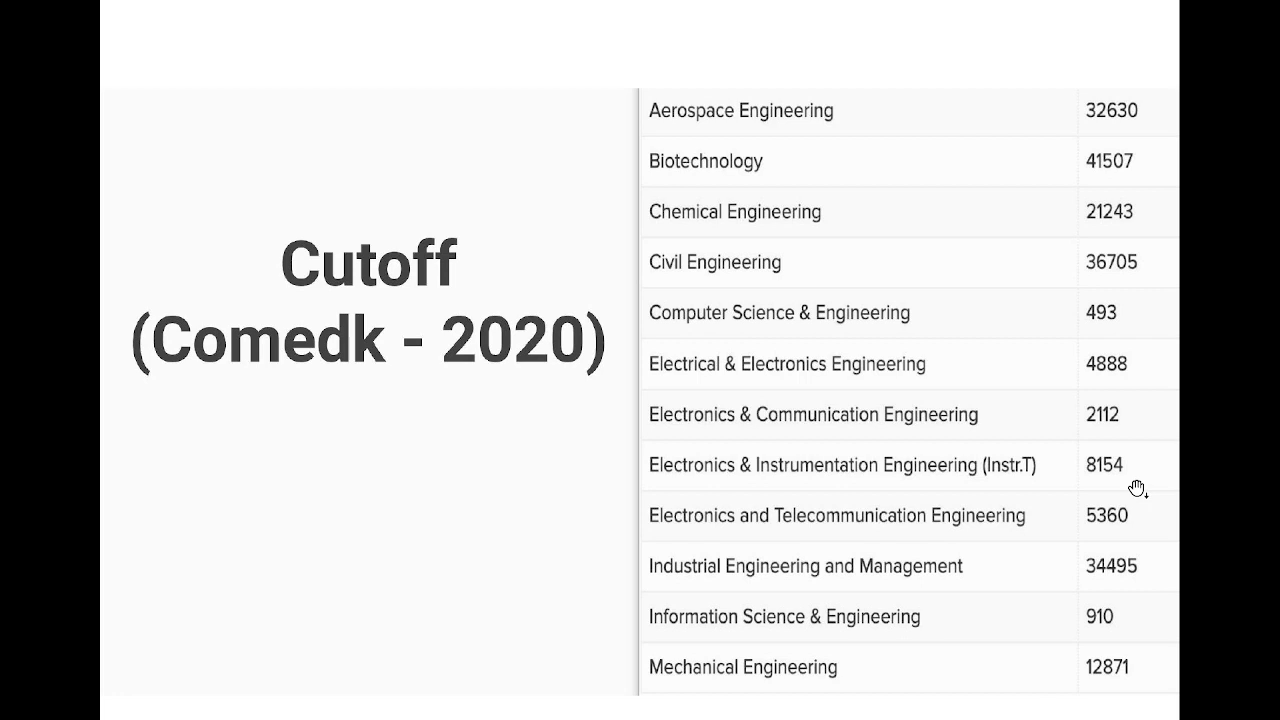 Cutoff
(Comedk - 2020)
Aerospace Engineering 32630
Biotechnology 41507
Chemical Engineering 21243
Civil Engineering 36705
Computer Science & Engineering 493
Electrical & Electronics Engineering 4888
Electronics & Communication Engineering 2112
Electronics & Instrumentation Engineering (Instr.T) 8154
Electronics and Telecommunication Engineering 5360
Industrial Engineering and Management 34495
Information Science & Engineering 910
Mechanical Engineering 12871